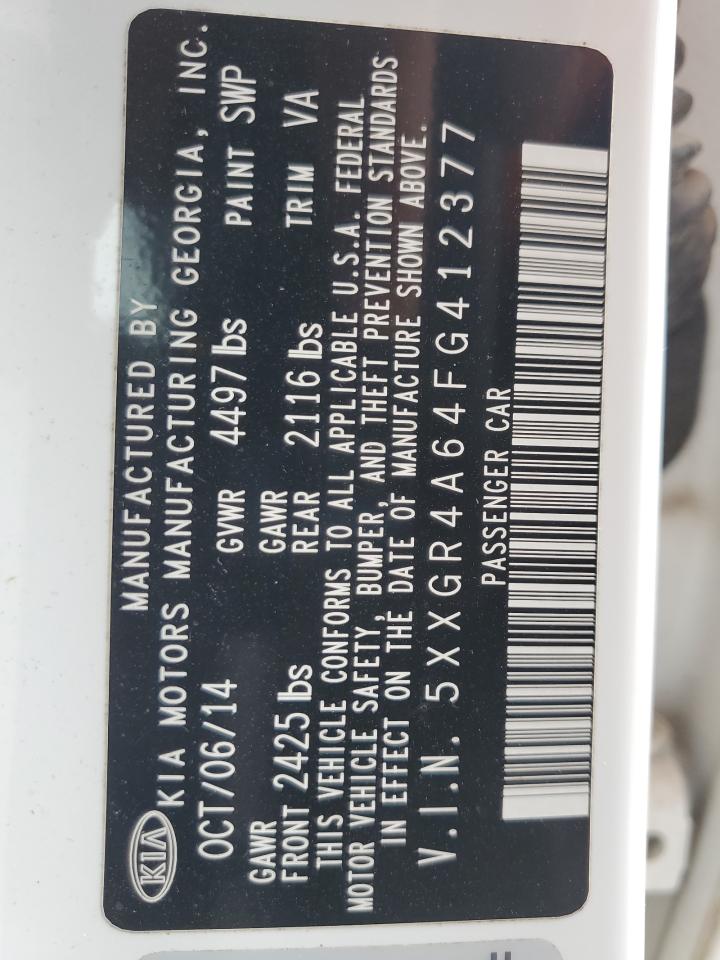 MANUFACTURED BY
KIA KIA MOTORS MANUFACTURING GEORGIA, INC.
OCT/06/14 GVWR 4497 lbs PAINT SWP
GAWR FRONT 2425 lbs GAWR REAR 2116 lbs TRIM VA
THIS VEHICLE CONFORMS TO ALL APPLICABLE U.S.A. FEDERAL
MOTOR VEHICLE SAFETY, BUMPER, AND THEFT PREVENTION STANDARDS
IN EFFECT ON THE DATE OF MANUFACTURE SHOWN ABOVE.
V.I.N. 5XXGR4A64FG412377
PASSENGER CAR